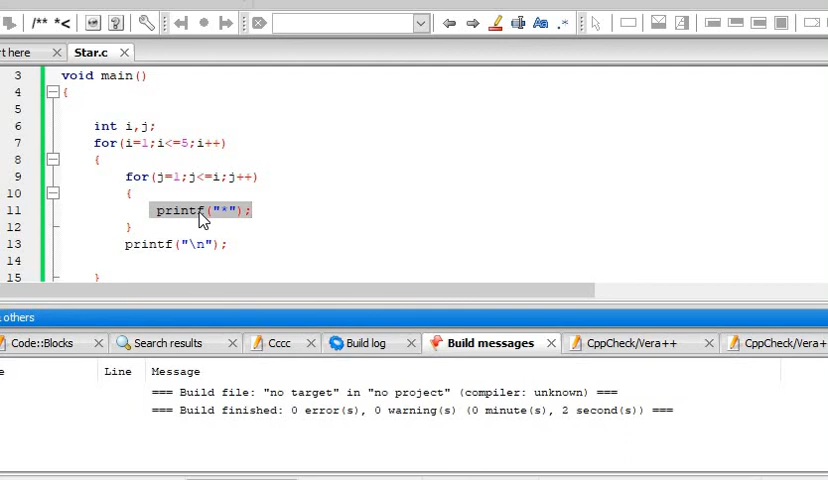 /** *<
rt here
Star.c
3 void main()
4 {
5
6 int i,j;
7 for(i=1;i<=5;i++)
8 {
9 for(j=1;j<=i;j++)
10 {
11 printf("*");
12 }
13 printf("\n");
14
15 }
& others
Code::Blocks Search results Cccc Build log Build messages CppCheck/Vera++ CppCheck/Vera+
e Line Message
=== Build file: "no target" in "no project" (compiler: unknown) ===
=== Build finished: 0 error(s), 0 warning(s) (0 minute(s), 2 second(s)) ===